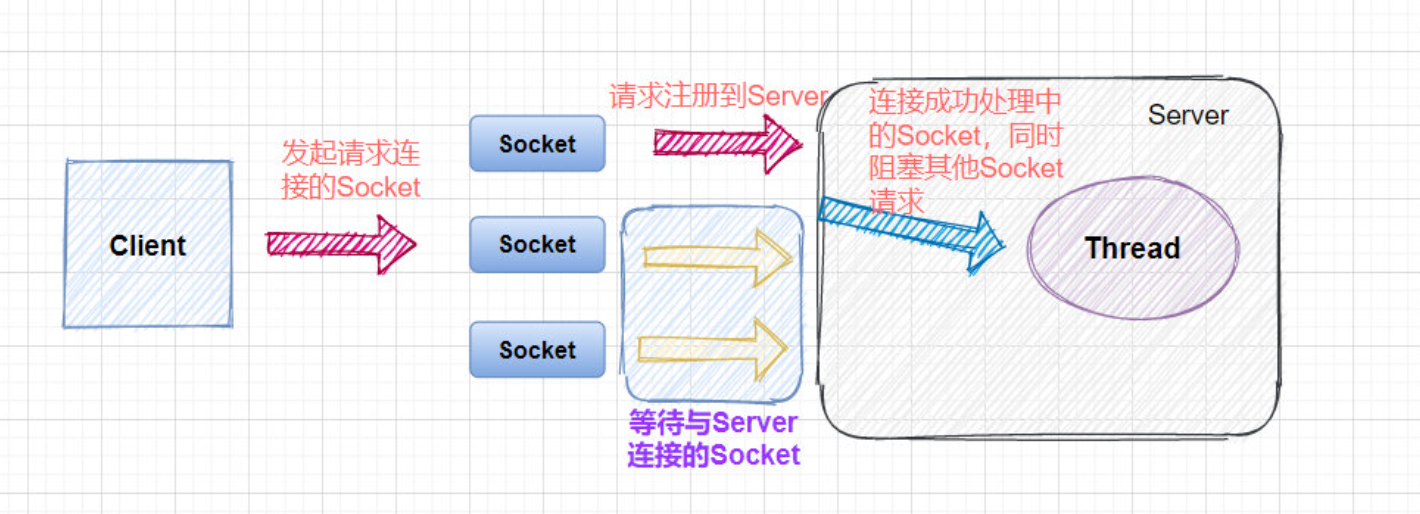 Client
发起请求连
接的Socket
Socket
Socket
Socket
请求注册到Server
等待与Server
连接的Socket
连接成功处理中
的Socket，同时
阻塞其他Socket
请求
Server
Thread